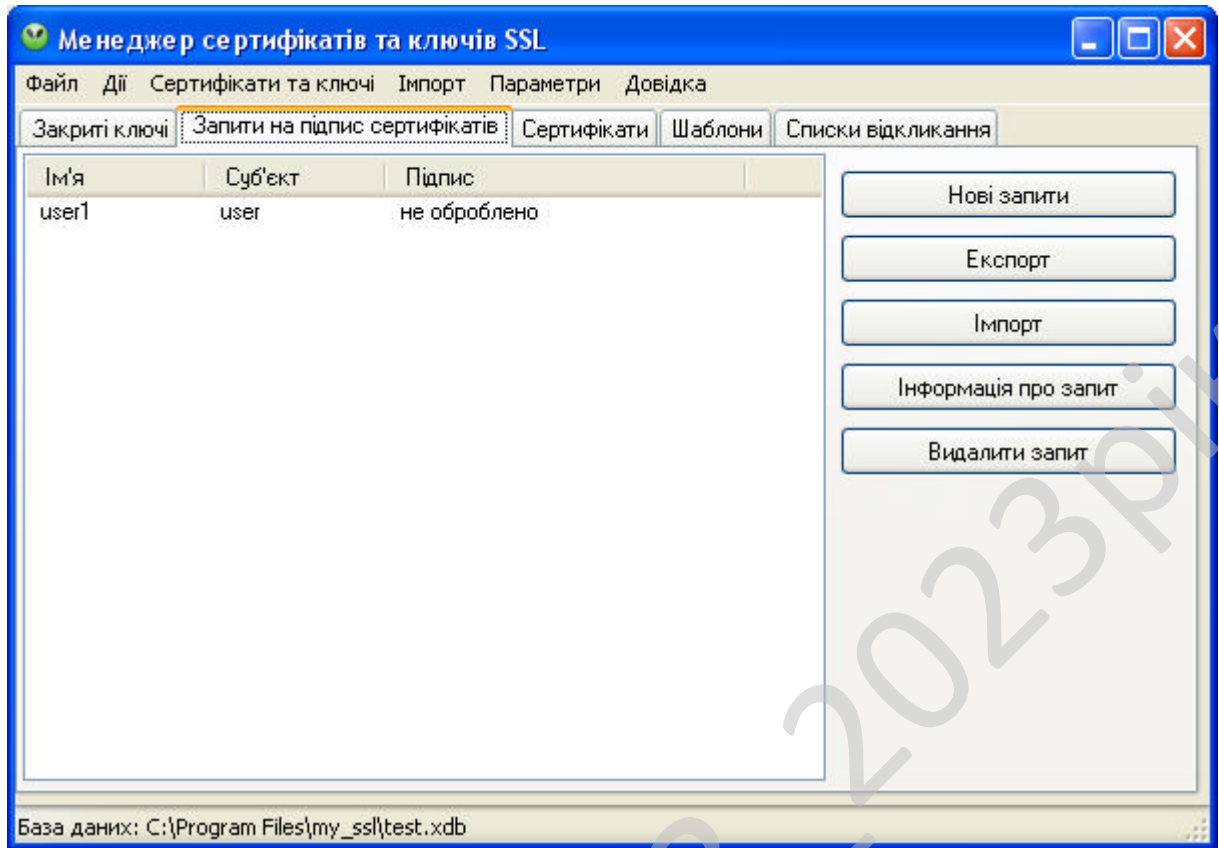 Менеджер сертифікатів та ключів SSL
Файл Дії Сертифікати та ключі Імпорт Параметри Довідка
Закриті ключі Запити на підпис сертифікатів Сертифікати Шаблони Списки відкликання
Ім'я Суб'єкт Підпис
user1 user не оброблено
Нові запити
Експорт
Імпорт
Інформація про запит
Видалити запит
База даних: C:\Program Files\my_ssl\test.xdb
2023рік